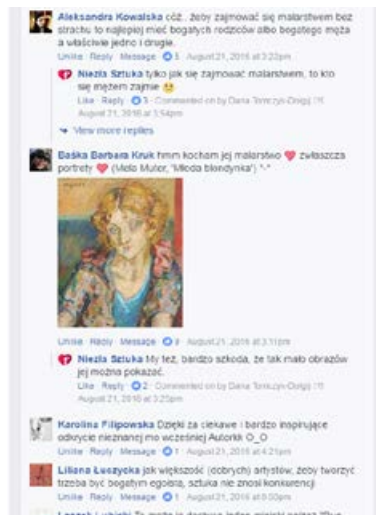 Aleksandra Kowalska cóż.. żeby zajmować się malarstwem bez
strachu to najlepiej mieć bogatych rodziców albo bogatego męża
a właściwie jedno i drugie.
Unlike · Reply · Message · 5 · August 21, 2016 at 3:22pm
Niezła Sztuka tylko jak się zajmować malarstwem, to kto
się mężem zajmie
Like · Reply · 3 · Commented on by Dana
August 21, 2016 at 3:54pm
View more replies
Baśka Barbara Kruk hmm kocham jej malarstwo zwłaszcza
portrety (Mela Muter, 'Młoda blondynka') *-*
Unlike · Reply · Message · 3 · August 21, 2016 at 3:11pm
Niezła Sztuka My też, bardzo szkoda, że tak mało obrazów
jej można pokazać.
Like · Reply · 2 · Commented on by Dana
August 21, 2016 at 3:25pm
Karolina Filipowska Dzięki za ciekawe i bardzo inspirujące
odkrycie nieznanej mo wcześniej Autorki O_O
Unlike · Reply · Message · 1 · August 21, 2016 at 4:21pm
Liliana Łuszycka jak większość (dobrych) artystów, żeby tworzyć
trzeba być bogatym egoistą, sztuka nie znosi konkurencji
Unlike · Reply · Message · 1 · August 21, 2016 at